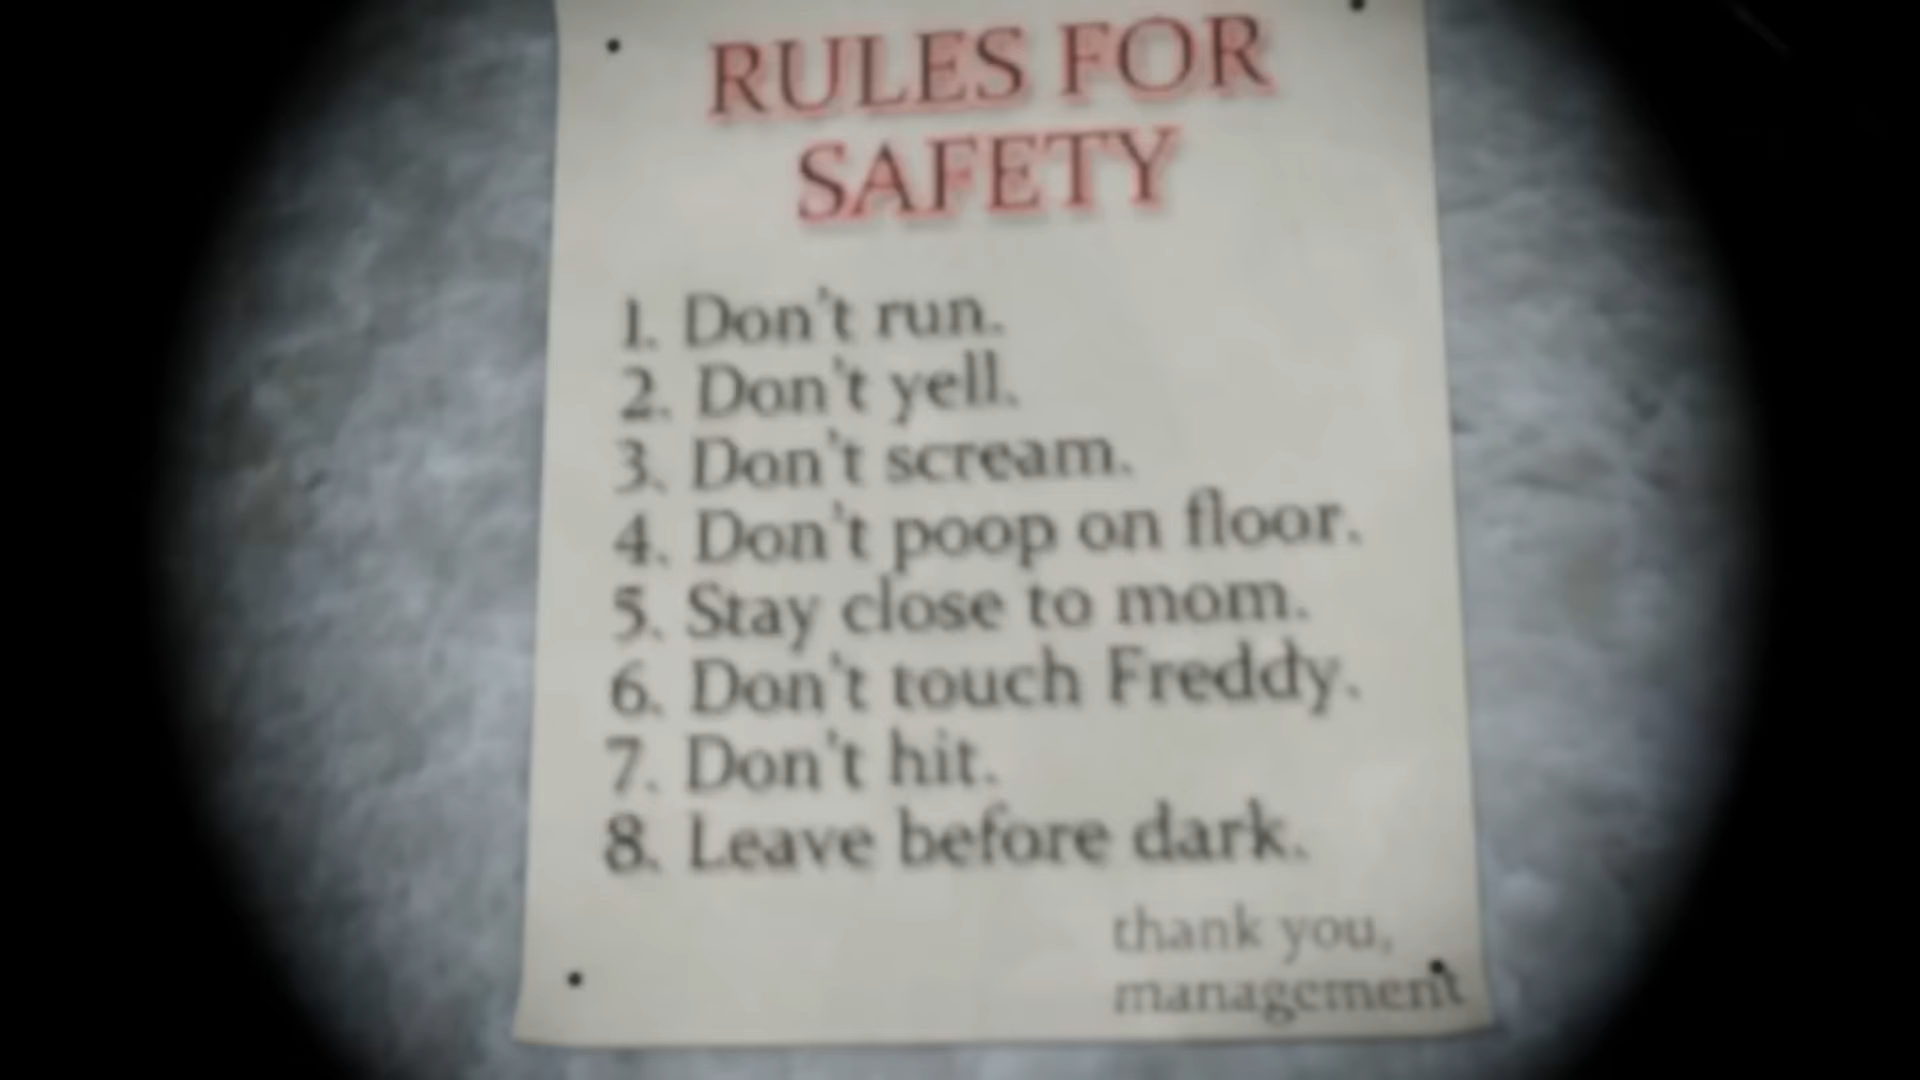 RULES FOR
SAFETY
1. Don't run.
2. Don't yell.
3. Don't scream.
4. Don't poop on floor.
5. Stay close to mom.
6. Don't touch Freddy.
7. Don't hit.
8. Leave before dark.
thank you,
management